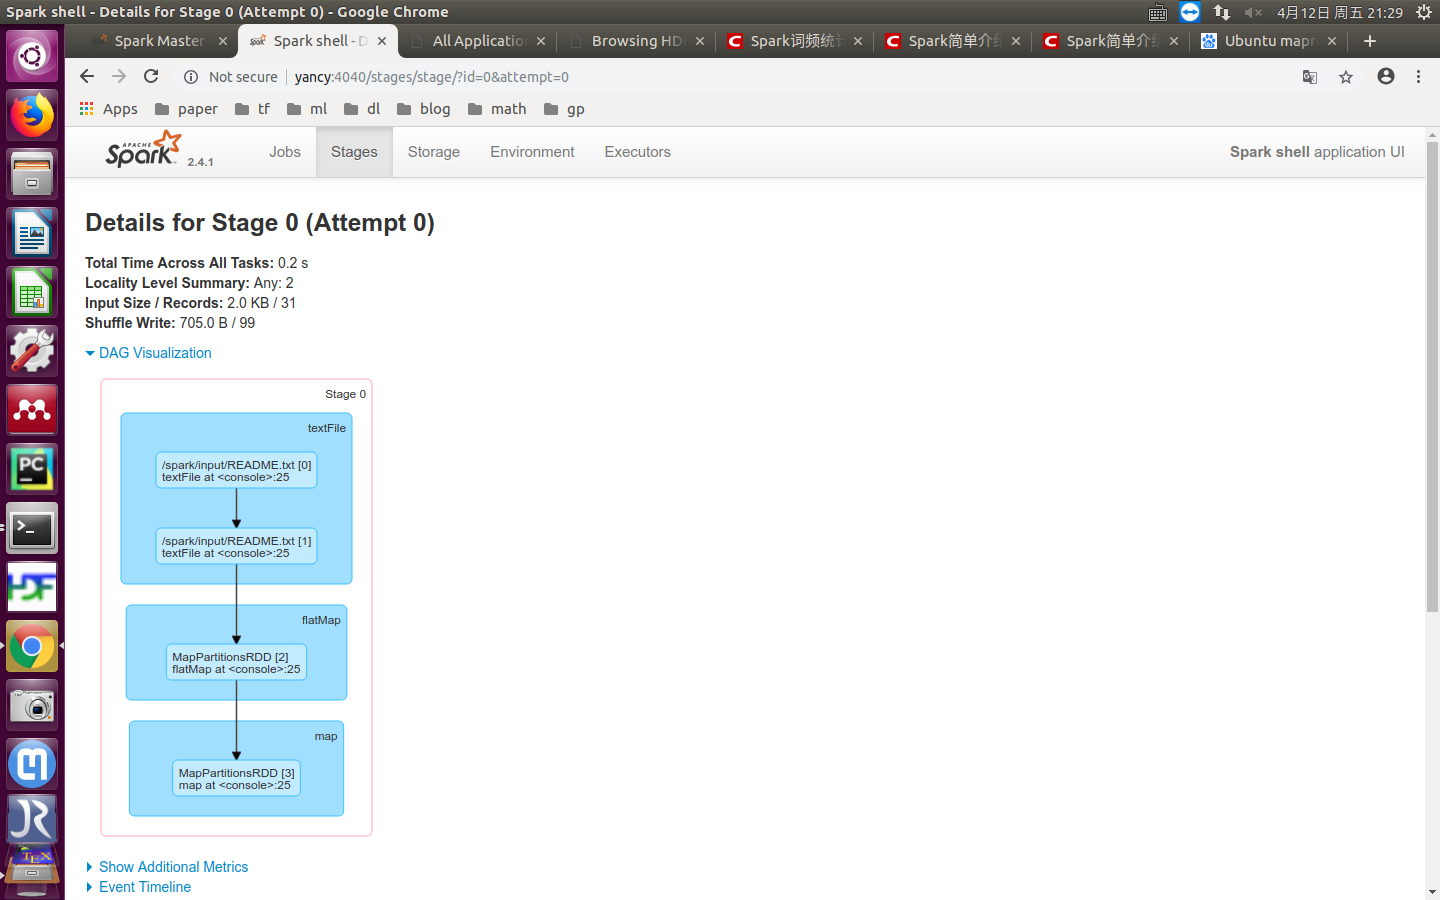 Spark shell - Details for Stage 0 (Attempt 0) - Google Chrome
4月12日 周五 21:29
Spark Master
Spark shell - D
All Application
Browsing HD
Spark词频统计
Spark简单介绍
Spark简单介绍
Ubuntu mapr
Not secure
yancy:4040/stages/stage/?id=0&attempt=0
Apps
paper
tf
ml
dl
blog
math
gp
APACHE
Spark 2.4.1
Jobs
Stages
Storage
Environment
Executors
Spark shell application UI
Details for Stage 0 (Attempt 0)
Total Time Across All Tasks: 0.2 s
Locality Level Summary: Any: 2
Input Size / Records: 2.0 KB / 31
Shuffle Write: 705.0 B / 99
DAG Visualization
Stage 0
textFile
/spark/input/README.txt [0]
textFile at <console>:25
/spark/input/README.txt [1]
textFile at <console>:25
flatMap
MapPartitionsRDD [2]
flatMap at <console>:25
map
MapPartitionsRDD [3]
map at <console>:25
Show Additional Metrics
Event Timeline
PC
HDF
JR
TEX